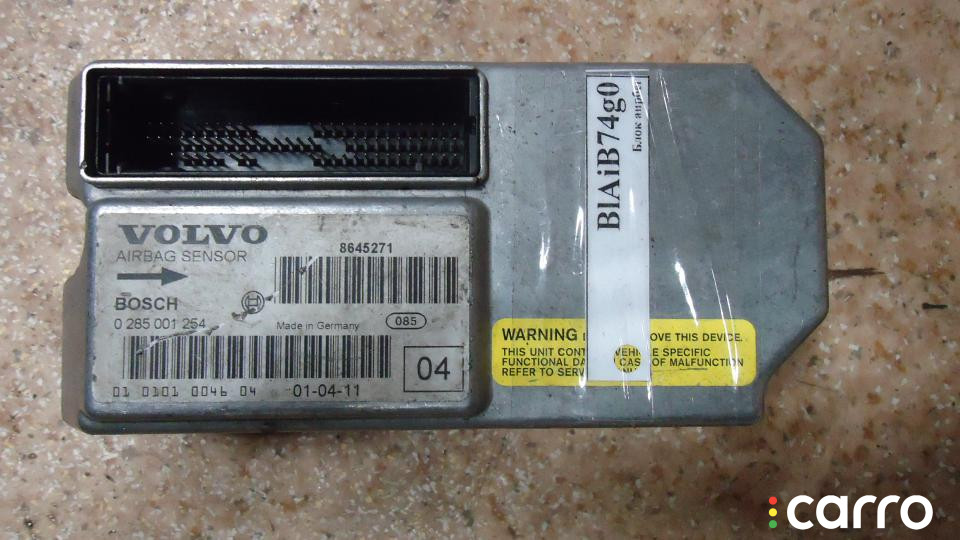 VOLVO
AIRBAG SENSOR
8645271
BOSCH
0 285 001 254
Made in Germany
085
01 0101 0046 04
01-04-11
04
BlAiB74g0
Блок аирбаг
WARNING
OVE THIS DEVICE.
THIS UNIT CONT VEHICLE SPECIFIC
FUNCTIONAL DA CASE OF MALFUNCTION
REFER TO SERV
carro